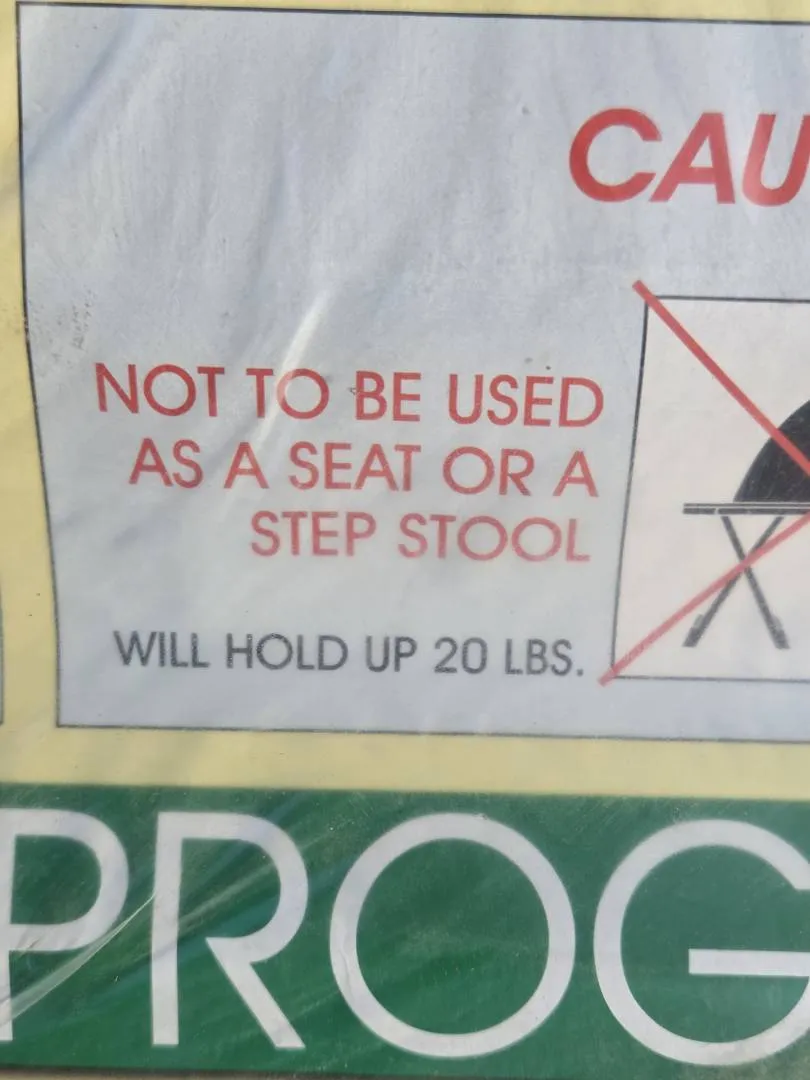 CAU
NOT TO BE USED
AS A SEAT OR A
STEP STOOL
WILL HOLD UP 20 LBS.
PROG